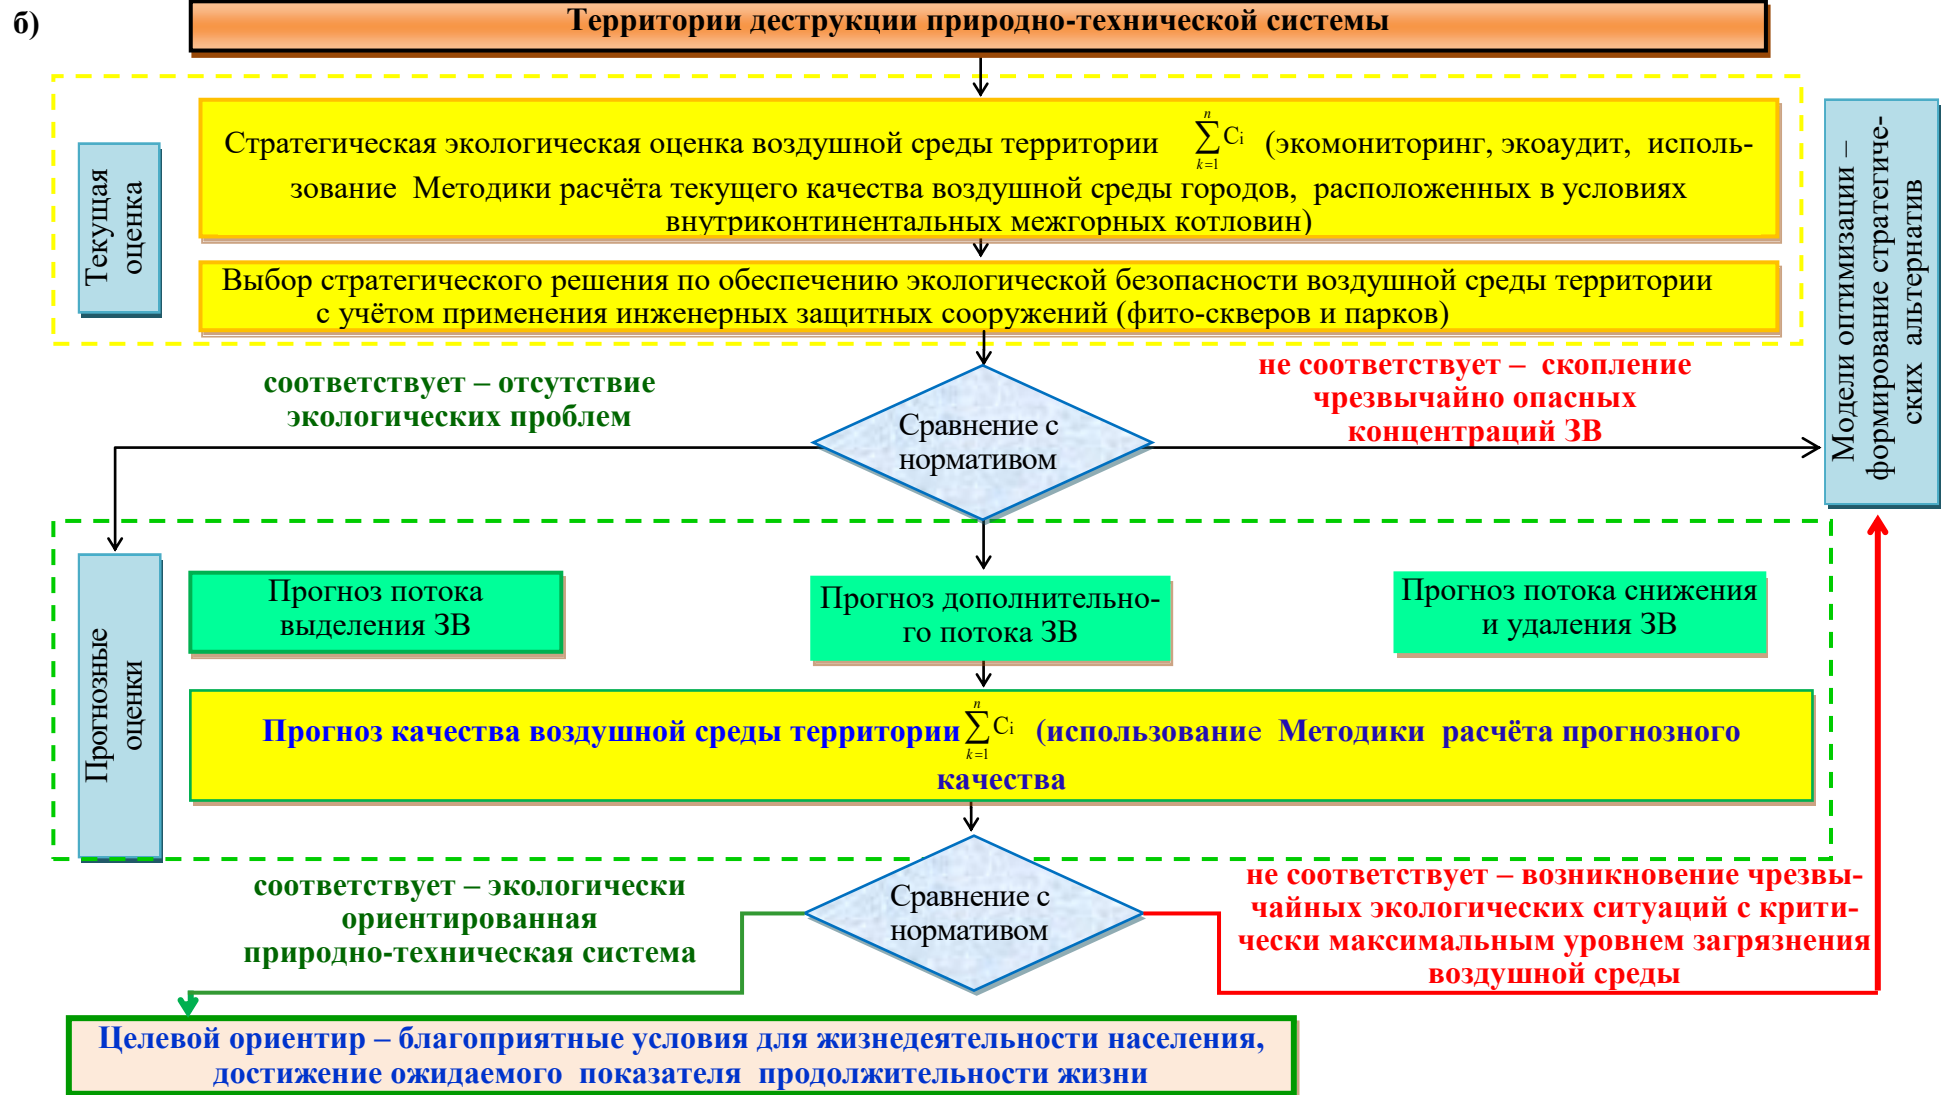 б)
Территории деструкции природно-технической системы
Текущая
оценка
Стратегическая экологическая оценка воздушной среды территории $\sum_{k=1}^{n} C_i$ (экомониторинг, экоаудит, исполь-
зование Методики расчёта текущего качества воздушной среды городов, расположенных в условиях
внутриконтинентальных межгорных котловин)
Выбор стратегического решения по обеспечению экологической безопасности воздушной среды территории
с учётом применения инженерных защитных сооружений (фито-скверов и парков)
Модели оптимизации –
формирование стратегиче-
ских альтернатив
соответствует – отсутствие
экологических проблем
Сравнение с
нормативом
не соответствует – скопление
чрезвычайно опасных
концентраций ЗВ
Прогнозные
оценки
Прогноз потока
выделения ЗВ
Прогноз дополнительно-
го потока ЗВ
Прогноз потока снижения
и удаления ЗВ
Прогноз качества воздушной среды территории $\sum_{k=1}^{n} C_i$ (использование Методики расчёта прогнозного
качества
соответствует – экологически
ориентированная
природно-техническая система
Сравнение с
нормативом
не соответствует – возникновение чрезвы-
чайных экологических ситуаций с крити-
чески максимальным уровнем загрязнения
воздушной среды
Целевой ориентир – благоприятные условия для жизнедеятельности населения,
достижение ожидаемого показателя продолжительности жизни